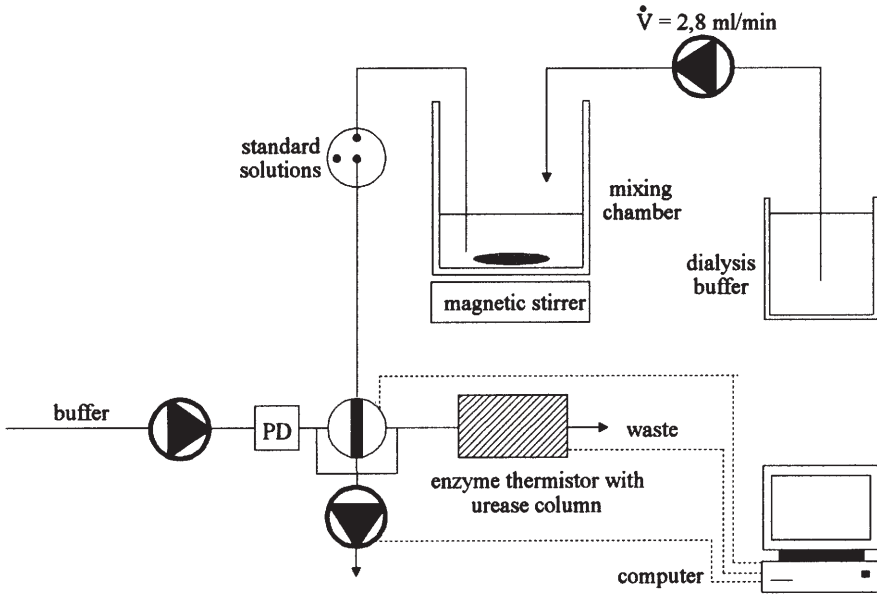 V̇ = 2,8 ml/min
standard
solutions
mixing
chamber
dialysis
buffer
magnetic stirrer
buffer
PD
waste
enzyme thermistor with
urease column
computer